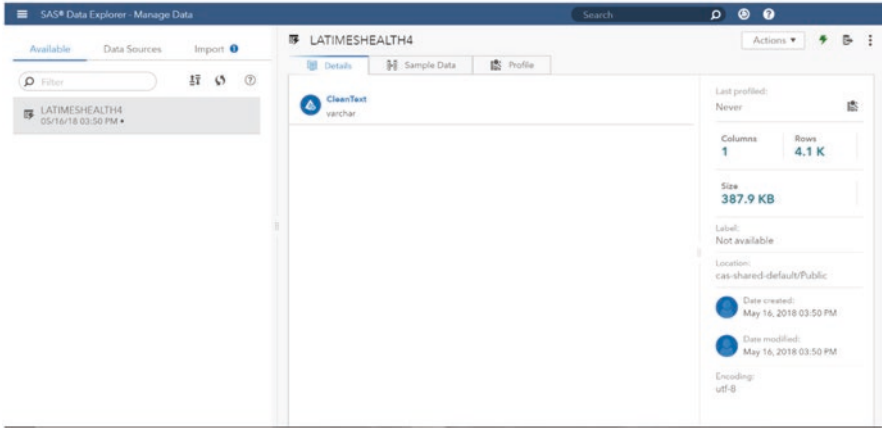 SAS® Data Explorer - Manage Data
Search
Available Data Sources Import
Filter
LATIMESHEALTH4
05/16/18 03:50 PM •
LATIMESHEALTH4
Actions
Details Sample Data Profile
CleanText
varchar
Last profiled:
Never
Columns Rows
1 4.1 K
Size
387.9 KB
Label:
Not available
Location:
cas-shared-default/Public
Date created:
May 16, 2018 03:50 PM
Date modified:
May 16, 2018 03:50 PM
Encoding:
utf-8